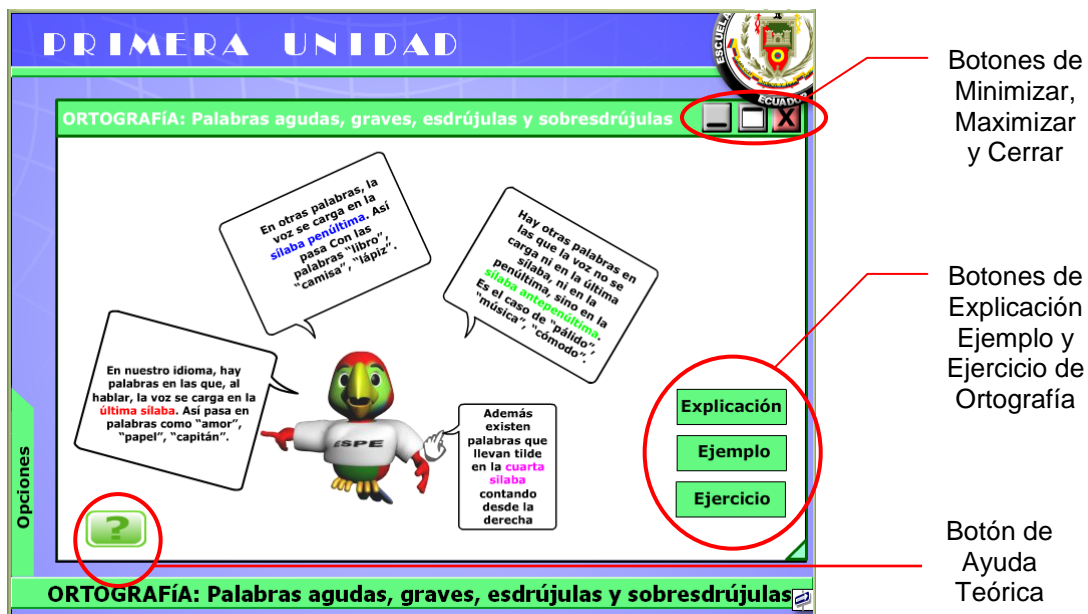 PRIMERA UNIDAD
ESCUELA
ECUADOR
ORTOGRAFíA: Palabras agudas, graves, esdrújulas y sobresdrújulas
X
Botones de
Minimizar,
Maximizar
y Cerrar
En otras palabras, la
voz se carga en la
sílaba penúltima. Así
pasa Con las
palabras "libro",
"camisa", "lápiz".
Hay otras palabras en
las que la voz no se
carga ni en la última
sílaba, ni en la
penúltima, sino en la
sílaba antepenúltima.
Es el caso de "pálido",
"música", "cómodo".
En nuestro idioma, hay
palabras en las que, al
hablar, la voz se carga en la
última sílaba. Así pasa en
palabras como "amor",
"papel", "capitán".
ESPE
Además
existen
palabras que
llevan tilde
en la cuarta
silaba
contando
desde la
derecha
Explicación
Ejemplo
Ejercicio
Botones de
Explicación
Ejemplo y
Ejercicio de
Ortografía
Opciones
?
Botón de
Ayuda
Teórica
ORTOGRAFíA: Palabras agudas, graves, esdrújulas y sobresdrújulas